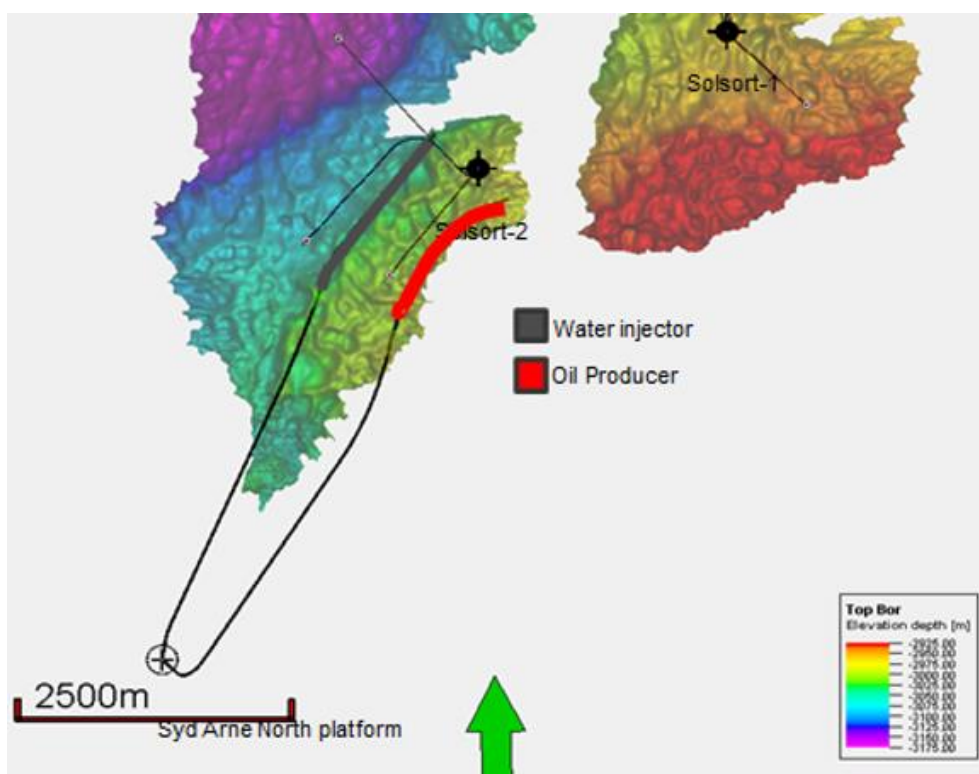 Solsort-1
Solsort-2
Water injector
Oil Producer
2500m
Syd Arne North platform
Top Bor
Elevation depth [m]
-2925.00
-2950.00
-2975.00
-3000.00
-3025.00
-3050.00
-3075.00
-3100.00
-3125.00
-3150.00
-3175.00